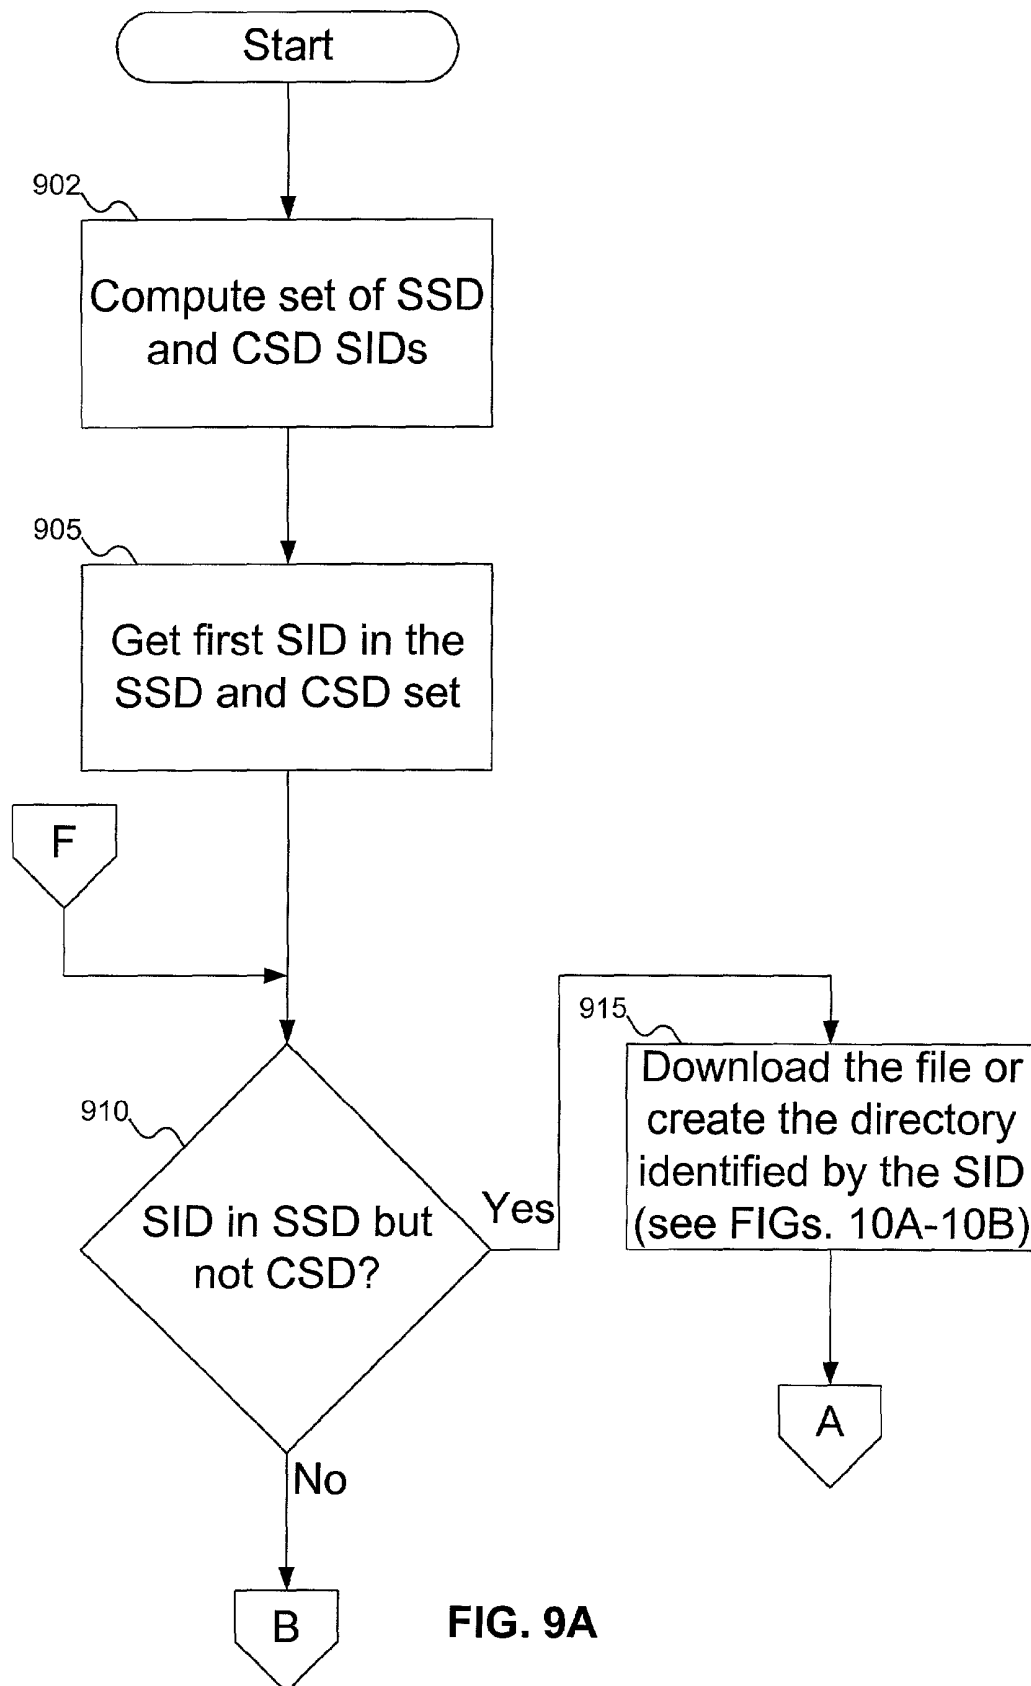 Start
902
Compute set of SSD
and CSD SIDs
905
Get first SID in the
SSD and CSD set
F
910
SID in SSD but
not CSD?
Yes
915
Download the file or
create the directory
identified by the SID
(see FIGs. 10A-10B)
A
No
B
FIG. 9A